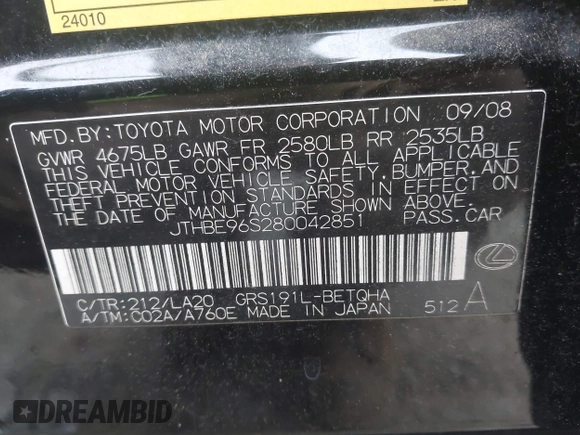 24010
MFD.BY:TOYOTA MOTOR CORPORATION 09/08
GVWR 4675LB GAWR FR 2580LB RR 2535LB
THIS VEHICLE CONFORMS TO ALL APPLICABLE
FEDERAL MOTOR VEHICLE SAFETY,BUMPER,AND
THEFT PREVENTION STANDARDS IN EFFECT ON
THE DATE OF MANUFACTURE SHOWN ABOVE.
JTHBE96S280042851 PASS.CAR
C/TR:212/LA20 GRS191L-BETQHA
A/TM:C02A/A760E MADE IN JAPAN 512A
DREAMBID